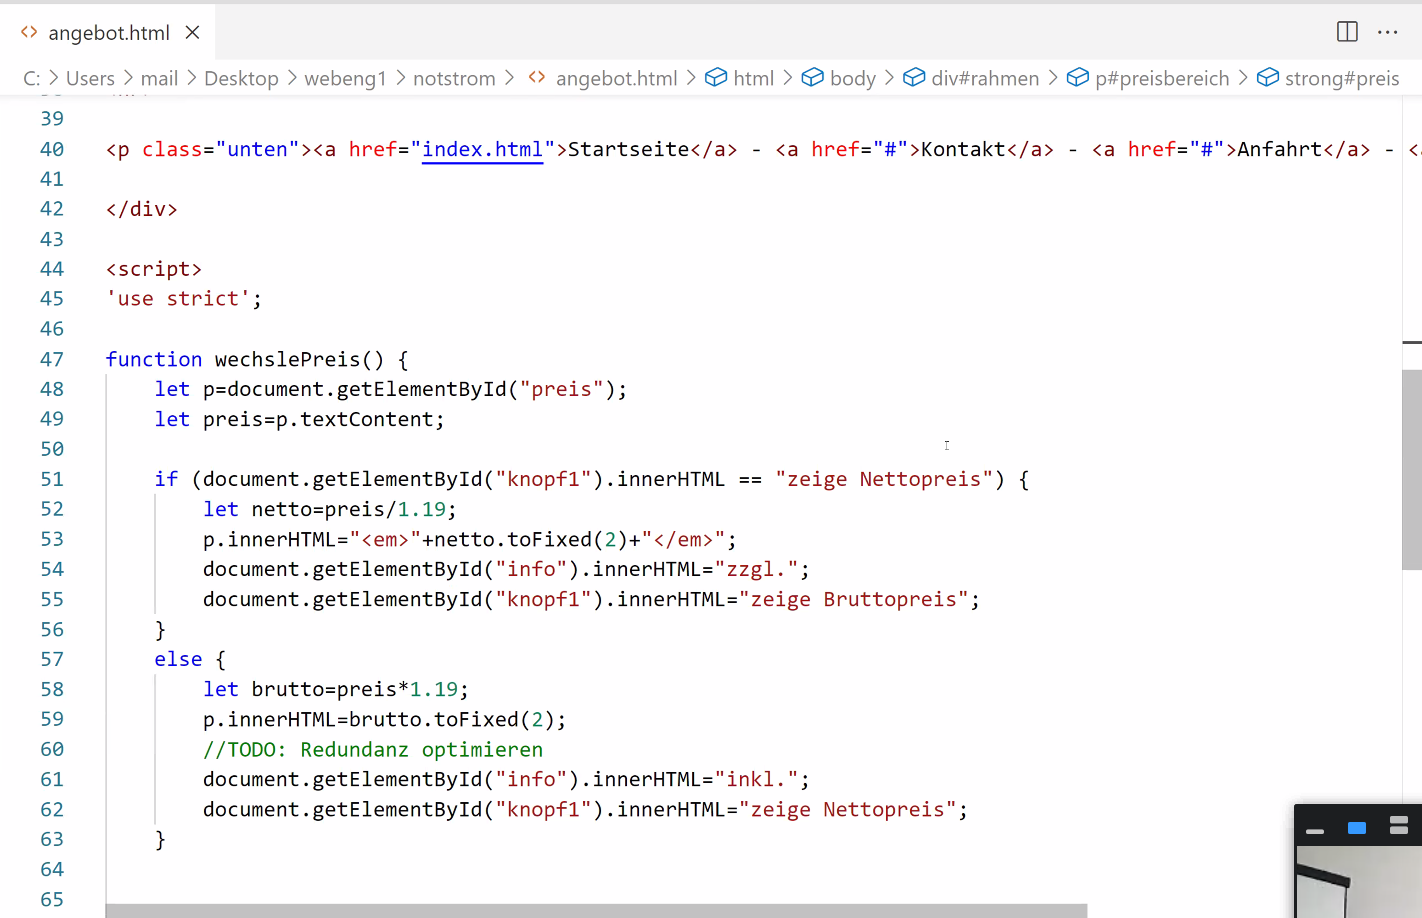 angebot.html
C: > Users > mail > Desktop > webeng1 > notstrom > angebot.html > html > body > div#rahmen > p#preisbereich > strong#preis
39
40 <p class="unten"><a href="index.html">Startseite</a> - <a href="#">Kontakt</a> - <a href="#">Anfahrt</a> - <
41
42 </div>
43
44 <script>
45 'use strict';
46
47 function wechslePreis() {
48     let p=document.getElementById("preis");
49     let preis=p.textContent;
50
51     if (document.getElementById("knopf1").innerHTML == "zeige Nettopreis") {
52         let netto=preis/1.19;
53         p.innerHTML="<em>"+netto.toFixed(2)+"</em>";
54         document.getElementById("info").innerHTML="zzgl.";
55         document.getElementById("knopf1").innerHTML="zeige Bruttopreis";
56     }
57     else {
58         let brutto=preis*1.19;
59         p.innerHTML=brutto.toFixed(2);
60         //TODO: Redundanz optimieren
61         document.getElementById("info").innerHTML="inkl.";
62         document.getElementById("knopf1").innerHTML="zeige Nettopreis";
63     }
64
65